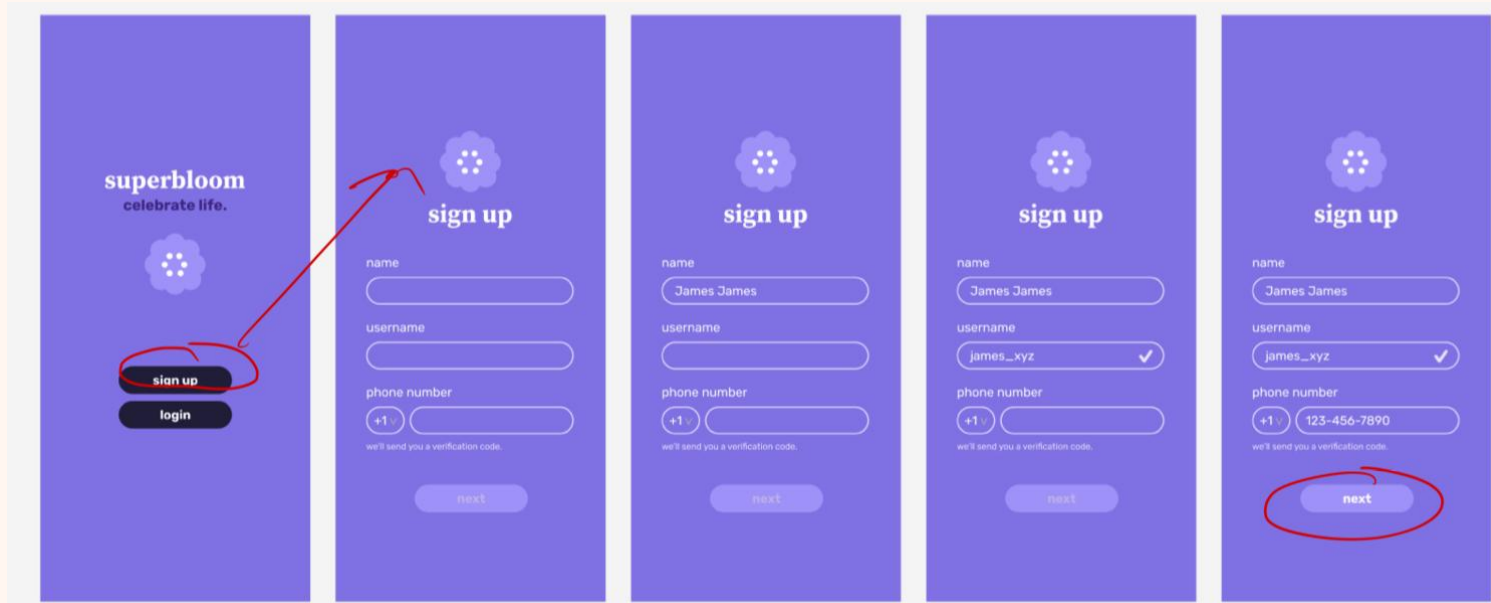 superbloom
celebrate life.
sign up
login
sign up
name
username
phone number
+1
we'll send you a verification code.
next
sign up
name
James James
username
phone number
+1
we'll send you a verification code.
next
sign up
name
James James
username
james_xyz
phone number
+1
we'll send you a verification code.
next
sign up
name
James James
username
james_xyz
phone number
+1 123-456-7890
we'll send you a verification code.
next